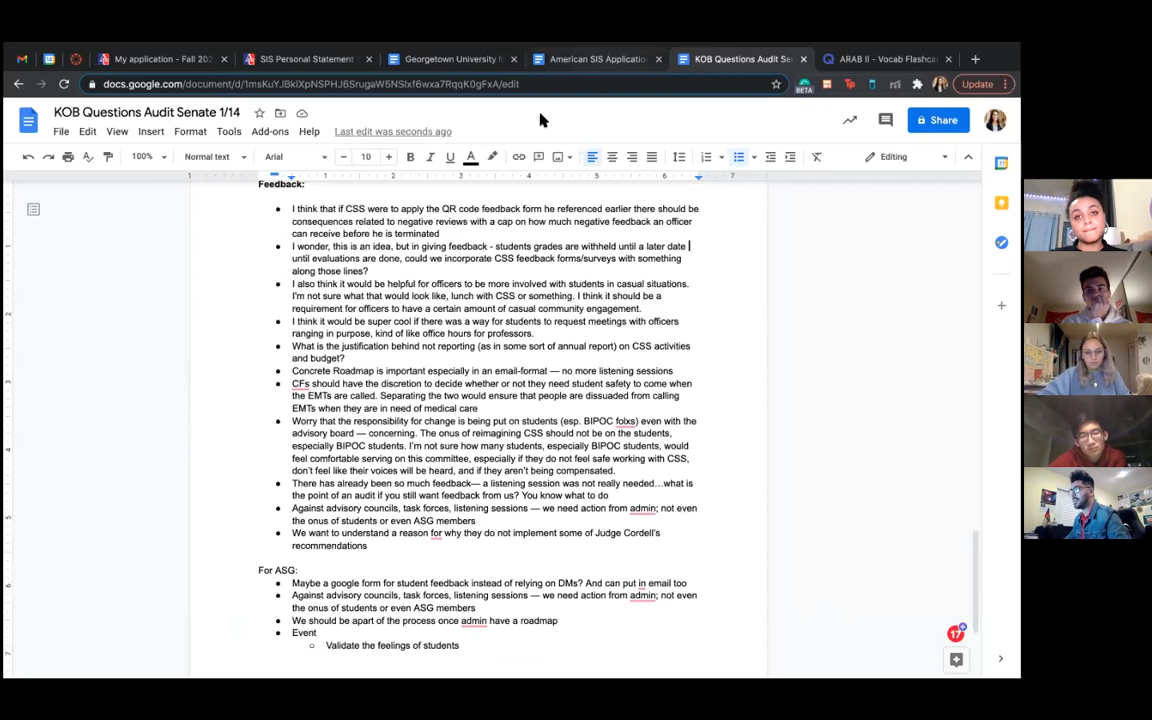 My application - Fall 202
SIS Personal Statement
Georgetown University
American SIS Applicatio
KOB Questions Audit Se
ARAB II - Vocab Flashca
BETA
Update
KOB Questions Audit Senate 1/14
File Edit View Insert Format Tools Add-ons Help Last edit was seconds ago
Share
100% Normal text Arial 10 B I U A Editing
1 1 2 3 4 5 6 7
Feedback:
I think that if CSS were to apply the QR code feedback form he referenced earlier there should be
consequences related to negative reviews with a cap on how much negative feedback an officer
can receive before he is terminated
I wonder, this is an idea, but in giving feedback - students grades are withheld until a later date
until evaluations are done, could we incorporate CSS feedback forms/surveys with something
along those lines?
I also think it would be helpful for officers to be more involved with students in casual situations.
I'm not sure what that would look like, lunch with CSS or something. I think it should be a
requirement for officers to have a certain amount of casual community engagement.
I think it would be super cool if there was a way for students to request meetings with officers
ranging in purpose, kind of like office hours for professors.
What is the justification behind not reporting (as in some sort of annual report) on CSS activities
and budget?
Concrete Roadmap is important especially in an email-format — no more listening sessions
CFs should have the discretion to decide whether or not they need student safety to come when
the EMTs are called. Separating the two would ensure that people are dissuaded from calling
EMTs when they are in need of medical care
Worry that the responsibility for change is being put on students (esp. BIPOC folxs) even with the
advisory board — concerning. The onus of reimagining CSS should not be on the students,
especially BIPOC students. I'm not sure how many students, especially BIPOC students, would
feel comfortable serving on this committee, especially if they do not feel safe working with CSS,
don't feel like their voices will be heard, and if they aren't being compensated.
There has already been so much feedback— a listening session was not really needed…what is
the point of an audit if you still want feedback from us? You know what to do
Against advisory councils, task forces, listening sessions — we need action from admin; not even
the onus of students or even ASG members
We want to understand a reason for why they do not implement some of Judge Cordell's
recommendations
For ASG:
Maybe a google form for student feedback instead of relying on DMs? And can put in email too
Against advisory councils, task forces, listening sessions — we need action from admin; not even
the onus of students or even ASG members
We should be apart of the process once admin have a roadmap
Event
Validate the feelings of students
17